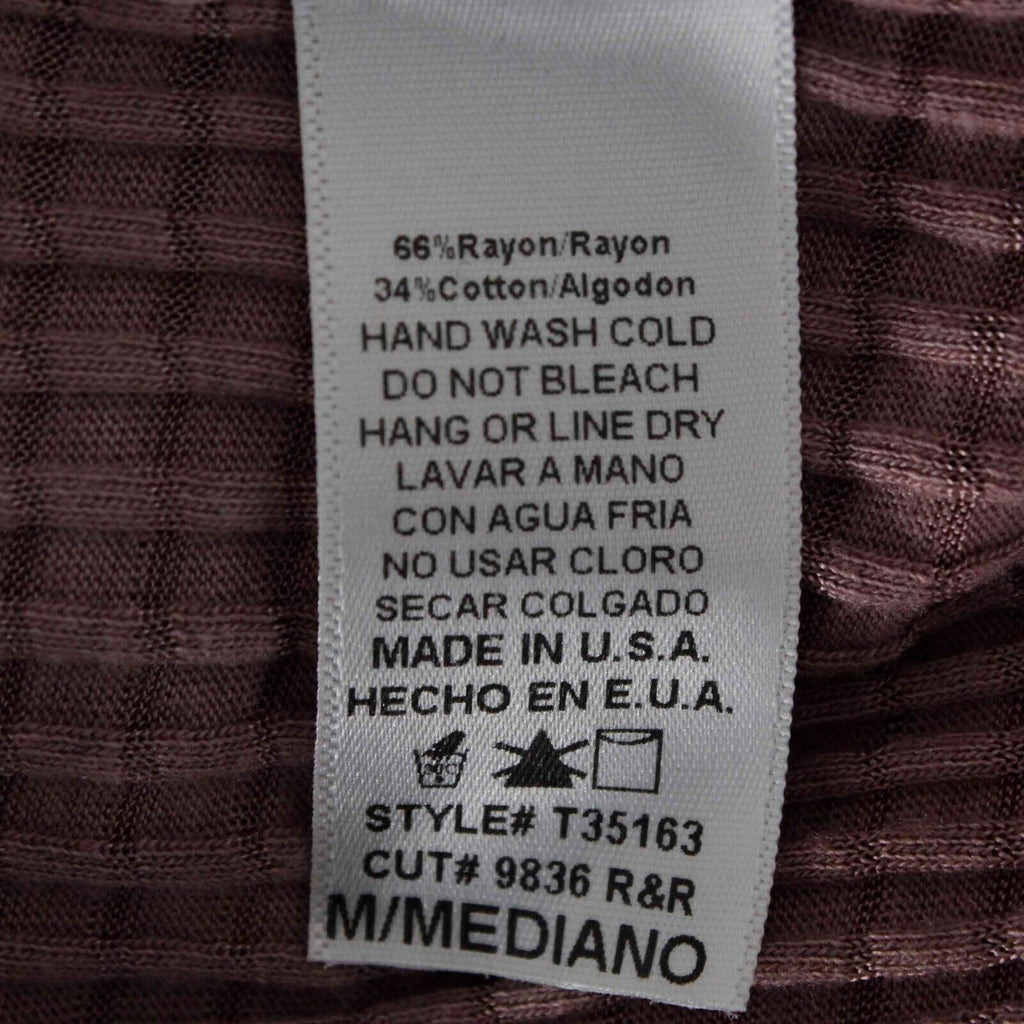 66%Rayon/Rayon
34%Cotton/Algodon
HAND WASH COLD
DO NOT BLEACH
HANG OR LINE DRY
LAVAR A MANO
CON AGUA FRIA
NO USAR CLORO
SECAR COLGADO
MADE IN U.S.A.
HECHO EN E.U.A.
STYLE# T35163
CUT# 9836 R&R
M/MEDIANO